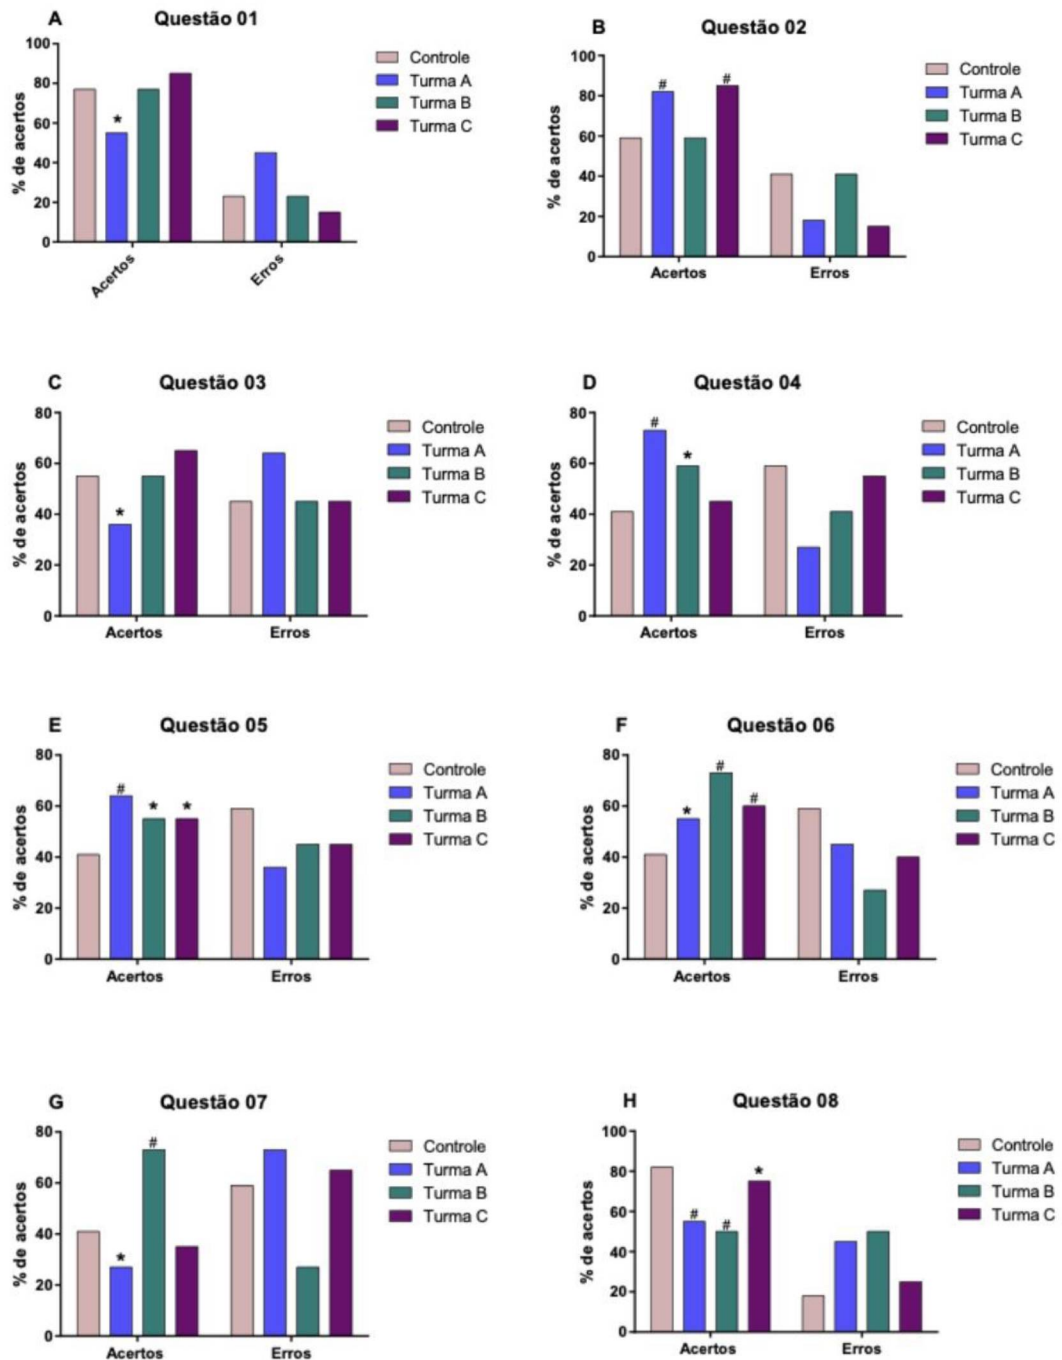 A
Questão 01
% de acertos
100
80
60
40
20
0
*
Acertos
Erros
Controle
Turma A
Turma B
Turma C
B
Questão 02
% de acertos
100
80
60
40
20
0
#
#
Acertos
Erros
Controle
Turma A
Turma B
Turma C
C
Questão 03
% de acertos
80
60
40
20
0
*
Acertos
Erros
Controle
Turma A
Turma B
Turma C
D
Questão 04
% de acertos
80
60
40
20
0
#
*
Acertos
Erros
Controle
Turma A
Turma B
Turma C
E
Questão 05
% de acertos
80
60
40
20
0
#
*
*
Acertos
Erros
Controle
Turma A
Turma B
Turma C
F
Questão 06
% de acertos
80
60
40
20
0
*
#
#
Acertos
Erros
Controle
Turma A
Turma B
Turma C
G
Questão 07
% de acertos
80
60
40
20
0
*
#
Acertos
Erros
Controle
Turma A
Turma B
Turma C
H
Questão 08
% de acertos
100
80
60
40
20
0
#
#
*
Acertos
Erros
Controle
Turma A
Turma B
Turma C